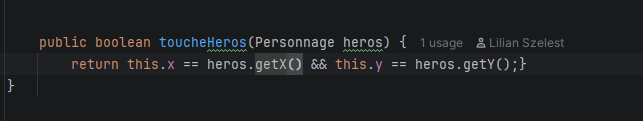 public boolean toucheHeros(Personnage heros) { 1 usage Lilian Szelest
return this.x == heros.getX() && this.y == heros.getY();}
}